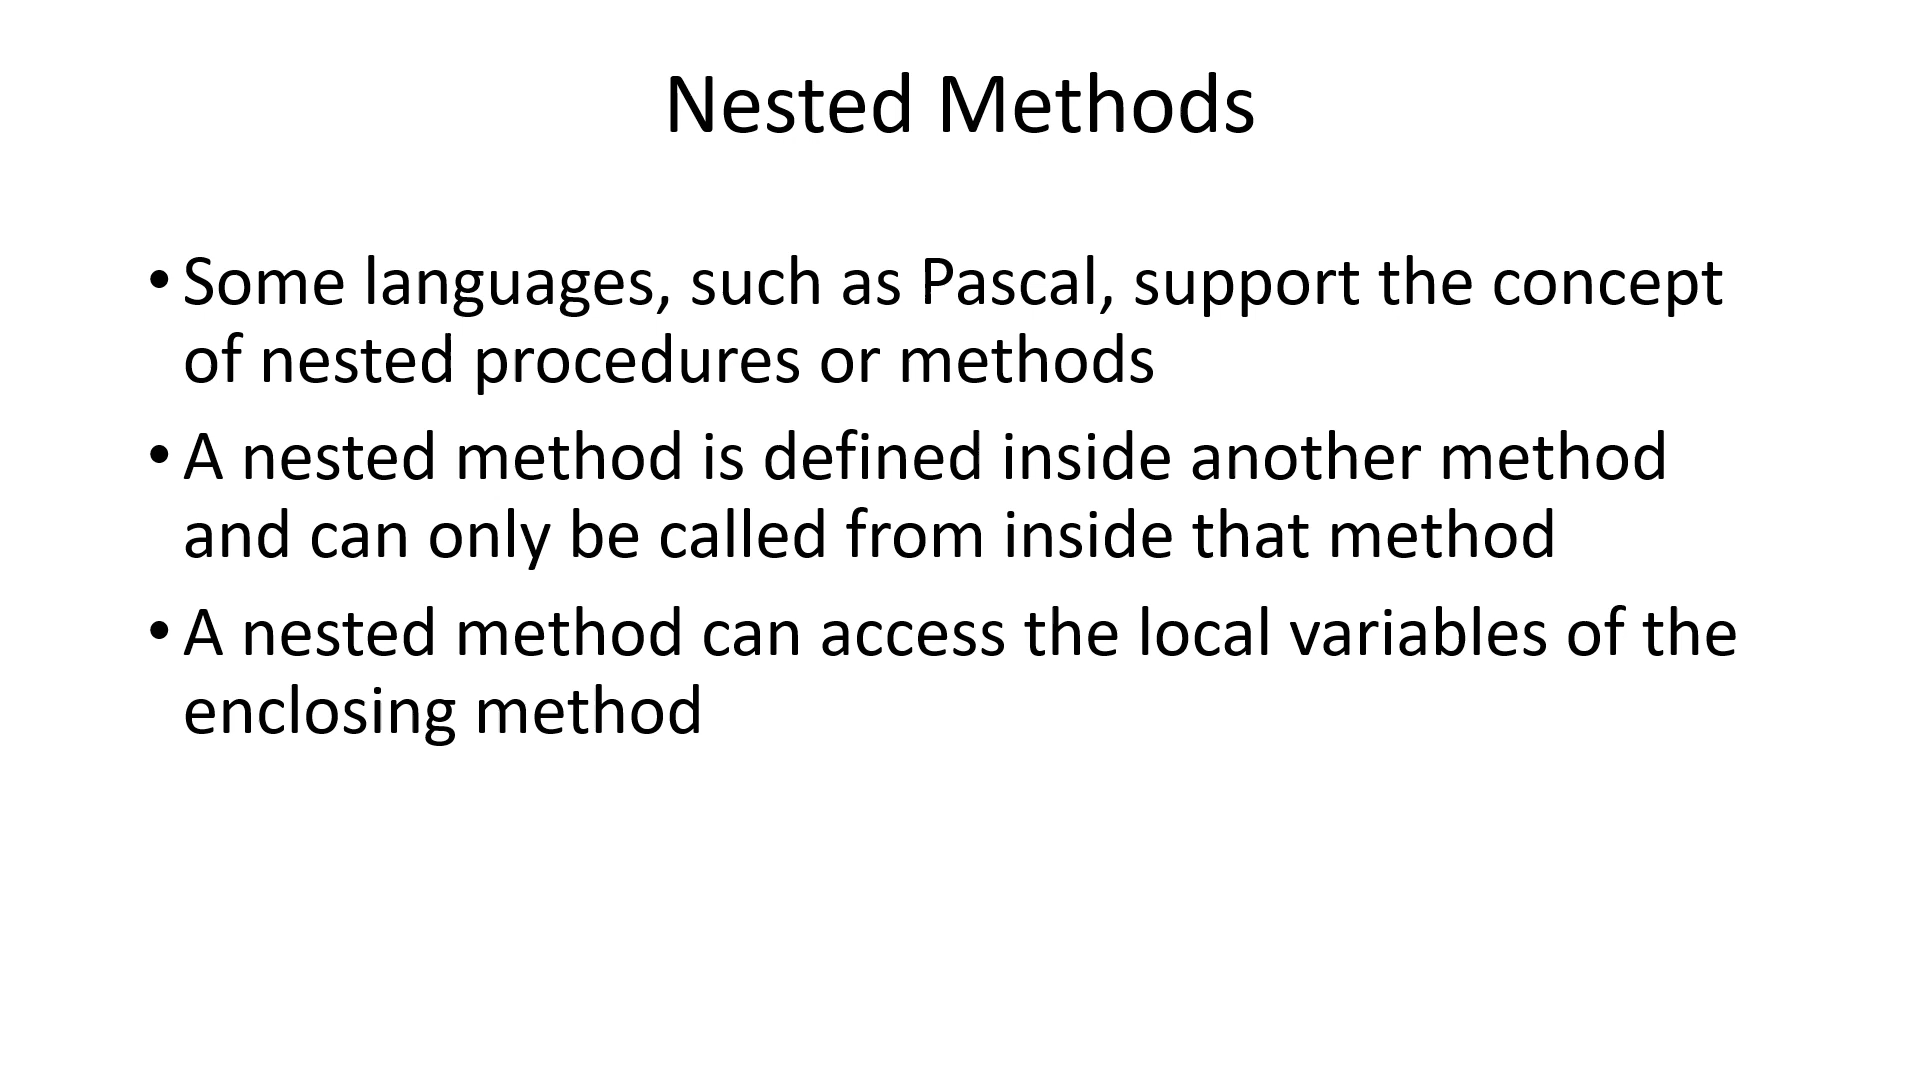 Nested Methods
• Some languages, such as Pascal, support the concept
of nested procedures or methods
• A nested method is defined inside another method
and can only be called from inside that method
• A nested method can access the local variables of the
enclosing method